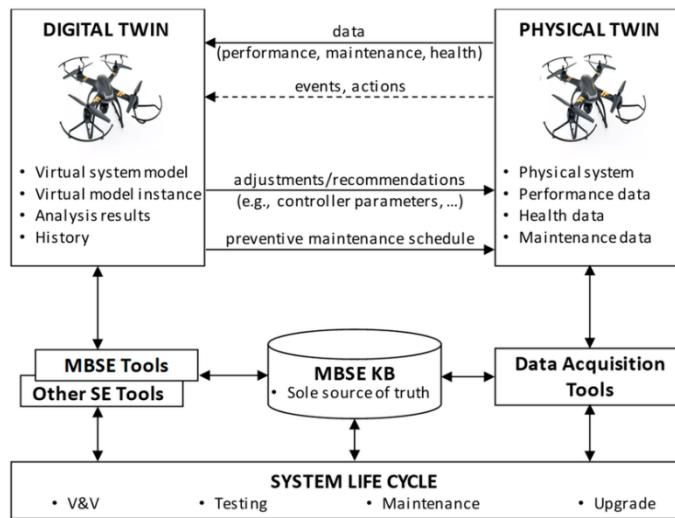 DIGITAL TWIN
• Virtual system model
• Virtual model instance
• Analysis results
• History
data
(performance, maintenance, health)
events, actions
adjustments/recommendations
(e.g., controller parameters, ...)
preventive maintenance schedule
PHYSICAL TWIN
• Physical system
• Performance data
• Health data
• Maintenance data
MBSE Tools
Other SE Tools
MBSE KB
• Sole source of truth
Data Acquisition
Tools
SYSTEM LIFE CYCLE
• V&V • Testing • Maintenance • Upgrade